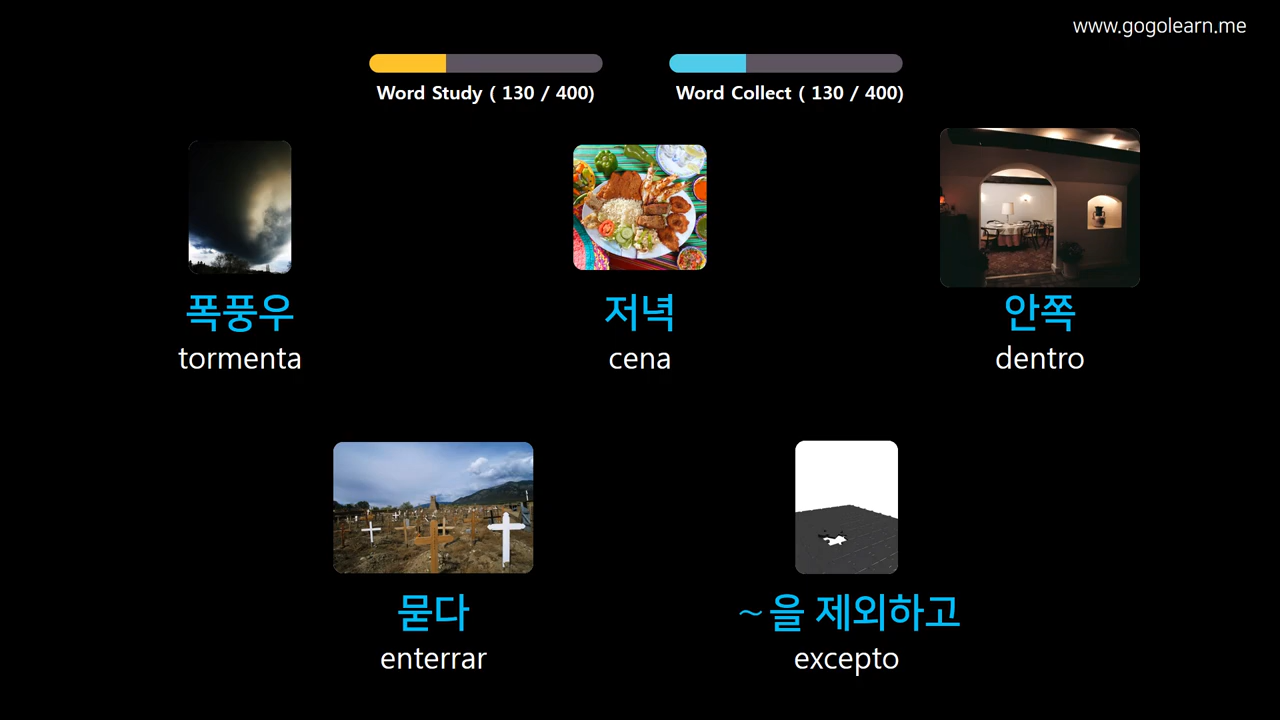 www.gogolearn.me
Word Study ( 130 / 400)
Word Collect ( 130 / 400)
폭풍우
tormenta
저녁
cena
안쪽
dentro
묻다
enterrar
~을 제외하고
excepto